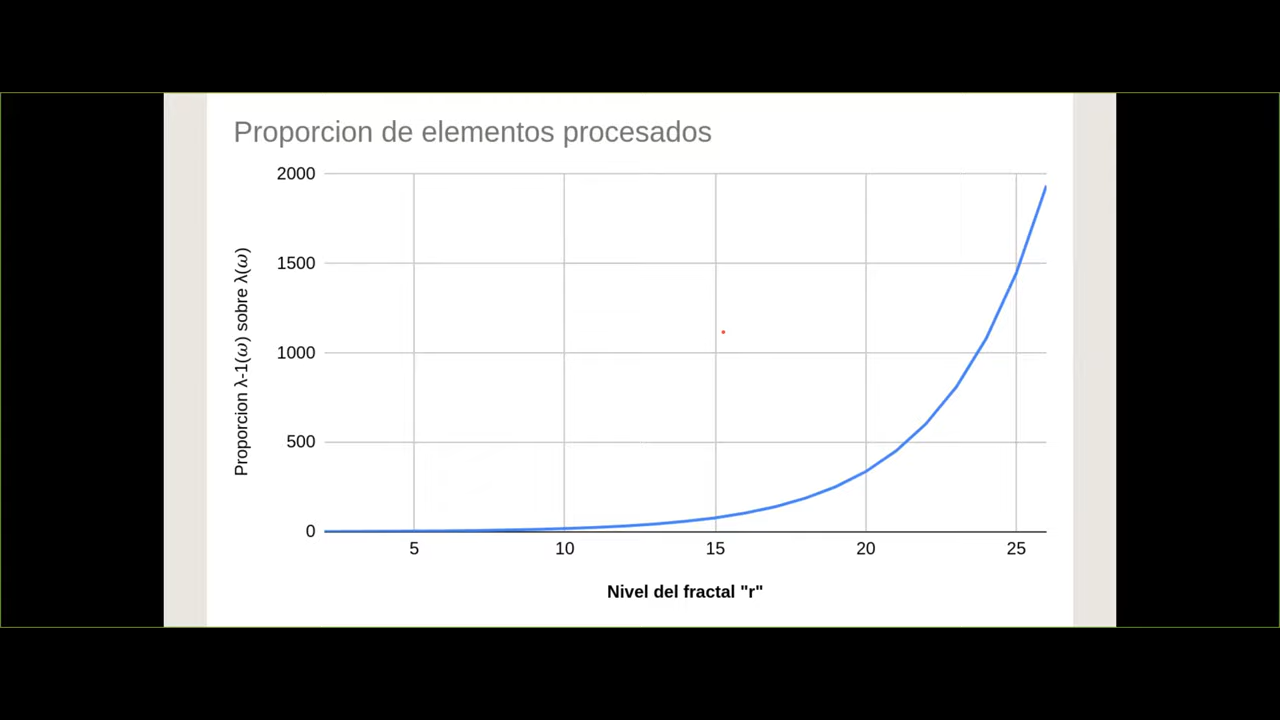 Proporcion de elementos procesados
Proporcion λ-1(ω) sobre λ(ω)
2000
1500
1000
500
0
5 10 15 20 25
Nivel del fractal "r"